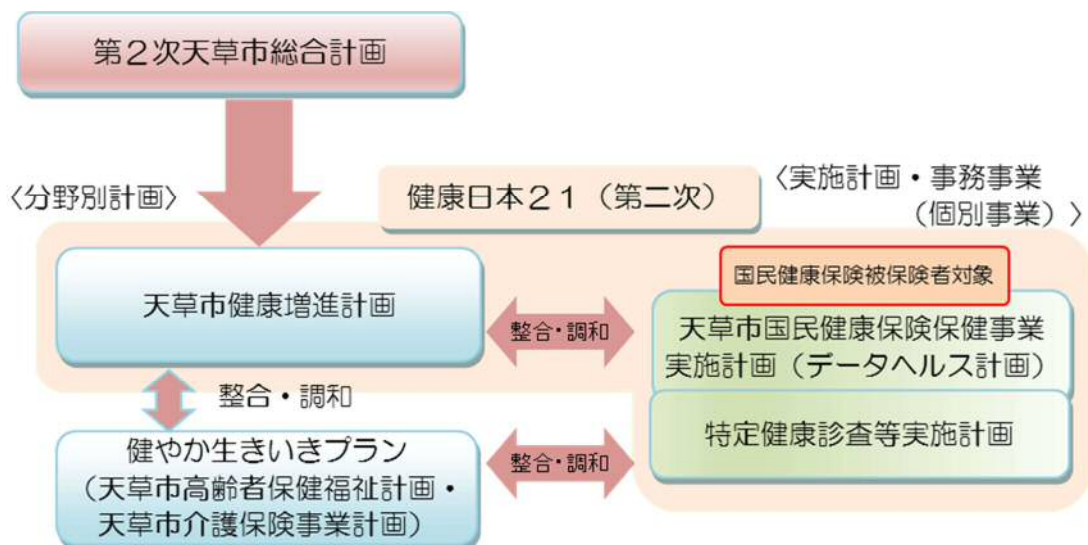 第２次天草市総合計画
〈分野別計画〉
健康日本２１（第二次）
〈実施計画・事務事業
（個別事業）〉
天草市健康増進計画
整合・調和
国民健康保険被保険者対象
天草市国民健康保険保健事業
実施計画（データヘルス計画）
特定健康診査等実施計画
整合・調和
健やか生きいきプラン
（天草市高齢者保健福祉計画・
天草市介護保険事業計画）
整合・調和